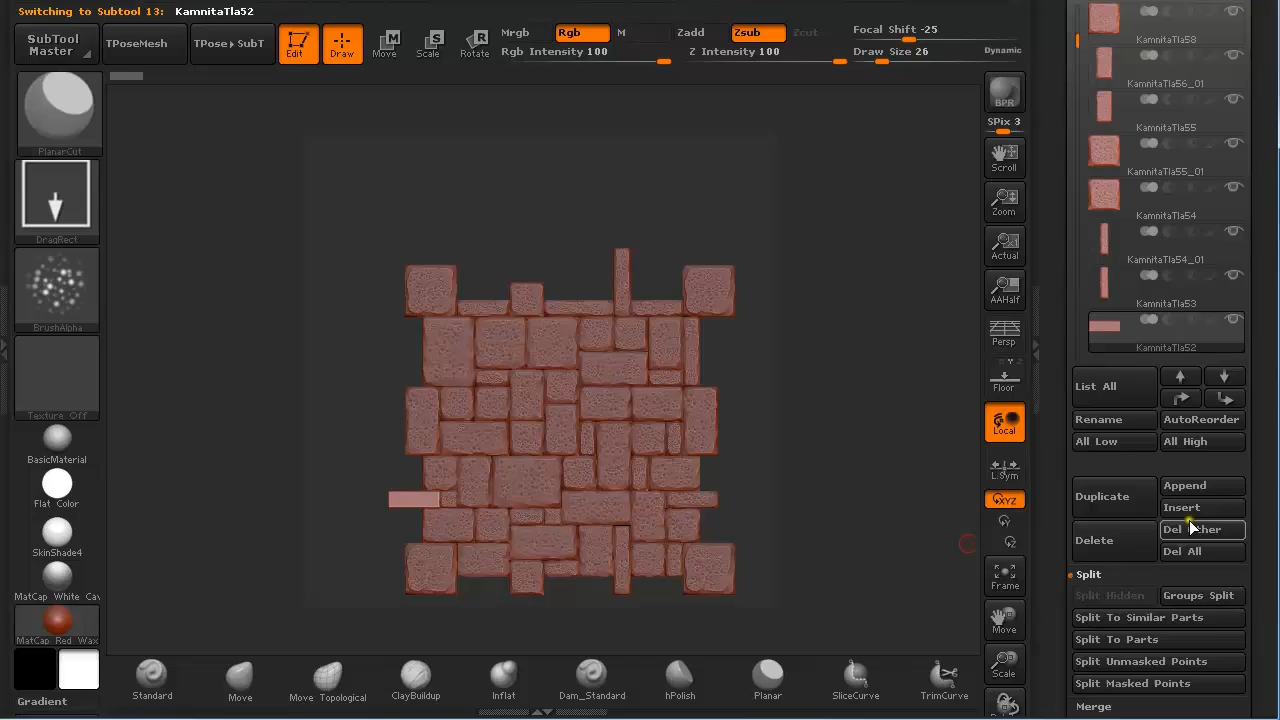 Switching to Subtool 13: KamnitaTla52
SubTool Master
TPoseMesh
TPose▸SubT
Edit
Draw
Move
Scale
Rotate
Mrgb
Rgb
M
Zadd
Zsub
Zcut
Focal Shift -25
Rgb Intensity 100
Z Intensity 100
Draw Size 26
Dynamic
PlanarCut
DragRect
BrushAlpha
Texture Off
BasicMaterial
Flat Color
SkinShade4
MatCap White Cav
MatCap Red Wax
Gradient
BPR
SPix 3
Scroll
Zoom
Actual
AAHalf
Persp
Floor
Local
L.Sym
XYZ
Frame
Move
Scale
KamnitaTla58
KamnitaTla56_01
KamnitaTla55
KamnitaTla55_01
KamnitaTla54
KamnitaTla54_01
KamnitaTla53
KamnitaTla52
List All
Rename
AutoReorder
All Low
All High
Duplicate
Append
Insert
Delete
Del
Del All
Split
Split Hidden
Groups Split
Split To Similar Parts
Split To Parts
Split Unmasked Points
Split Masked Points
Merge
Standard
Move
Move Topological
ClayBuildup
Inflat
Dam_Standard
hPolish
Planar
SliceCurve
TrimCurve